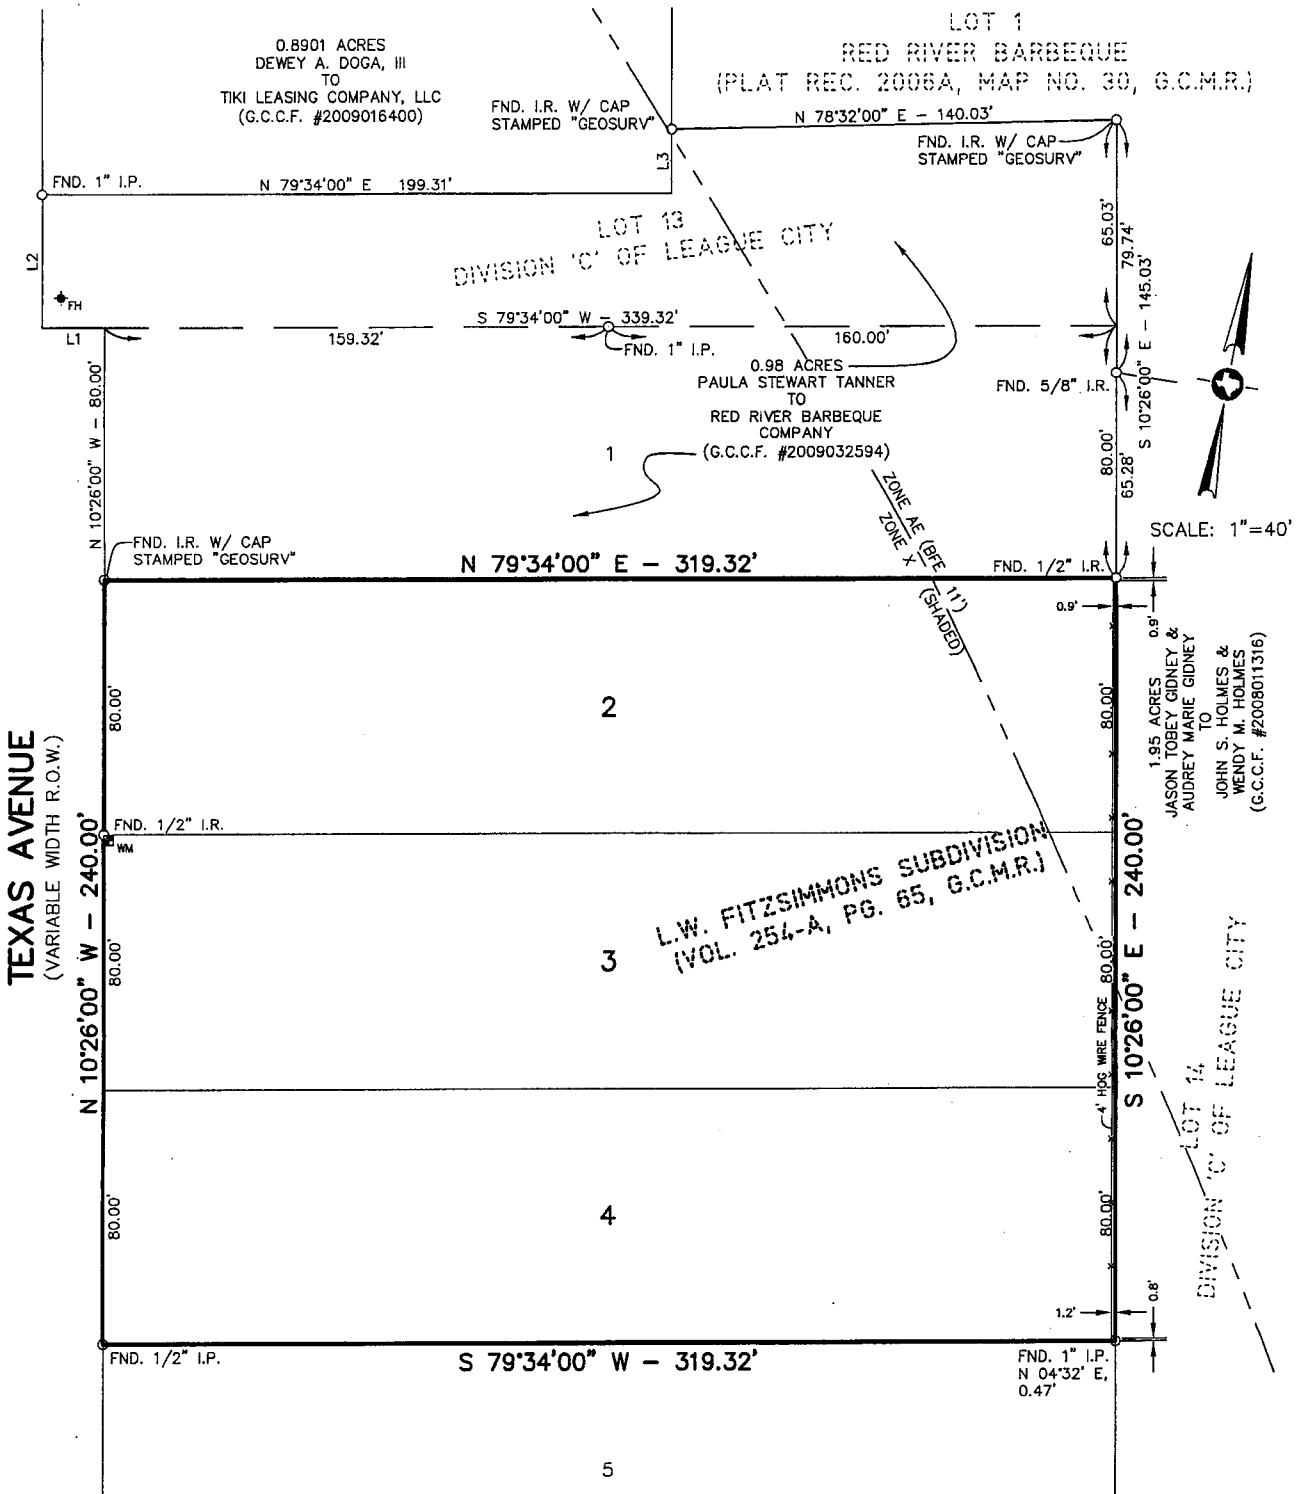 LOT 1
RED RIVER BARBEQUE
(PLAT REC. 2006A, MAP NO. 30, G.C.M.R.)
0.8901 ACRES
DEWEY A. DOGA, III
TO
TIKI LEASING COMPANY, LLC
(G.C.C.F. #2009016400)
FND. I.R. W/ CAP
STAMPED "GEOSURV"
N 78°32'00" E – 140.03'
FND. I.R. W/ CAP
STAMPED "GEOSURV"
L3
FND. 1" I.P.
N 79°34'00" E 199.31'
LOT 13
DIVISION 'C' OF LEAGUE CITY
65.03'
79.74'
S 10°26'00" E – 145.03'
L2
FH
L1
S 79°34'00" W – 339.32'
159.32'
FND. 1" I.P.
160.00'
0.98 ACRES
PAULA STEWART TANNER
TO
RED RIVER BARBEQUE
COMPANY
(G.C.C.F. #2009032594)
FND. 5/8" I.R.
N 10°26'00" W – 80.00'
1
80.00'
65.28'
ZONE AE (BFE 11')
ZONE X (SHADED)
SCALE: 1"=40'
FND. I.R. W/ CAP
STAMPED "GEOSURV"
N 79°34'00" E – 319.32'
FND. 1/2" I.R.
0.9'
0.9'
1.95 ACRES
JASON TOBEY GIDNEY &
AUDREY MARIE GIDNEY
TO
JOHN S. HOLMES &
WENDY M. HOLMES
(G.C.C.F. #2008011316)
80.00'
2
80.00'
TEXAS AVENUE
(VARIABLE WIDTH R.O.W.)
N 10°26'00" W – 240.00'
FND. 1/2" I.R.
WM
L.W. FITZSIMMONS SUBDIVISION
(VOL. 254-A, PG. 65, G.C.M.R.)
80.00'
3
80.00'
4' HOG WIRE FENCE
S 10°26'00" E – 240.00'
LOT 14
DIVISION 'C' OF LEAGUE CITY
80.00'
4
80.00'
1.2'
0.8'
FND. 1/2" I.P.
S 79°34'00" W – 319.32'
FND. 1" I.P.
N 04°32' E,
0.47'
5